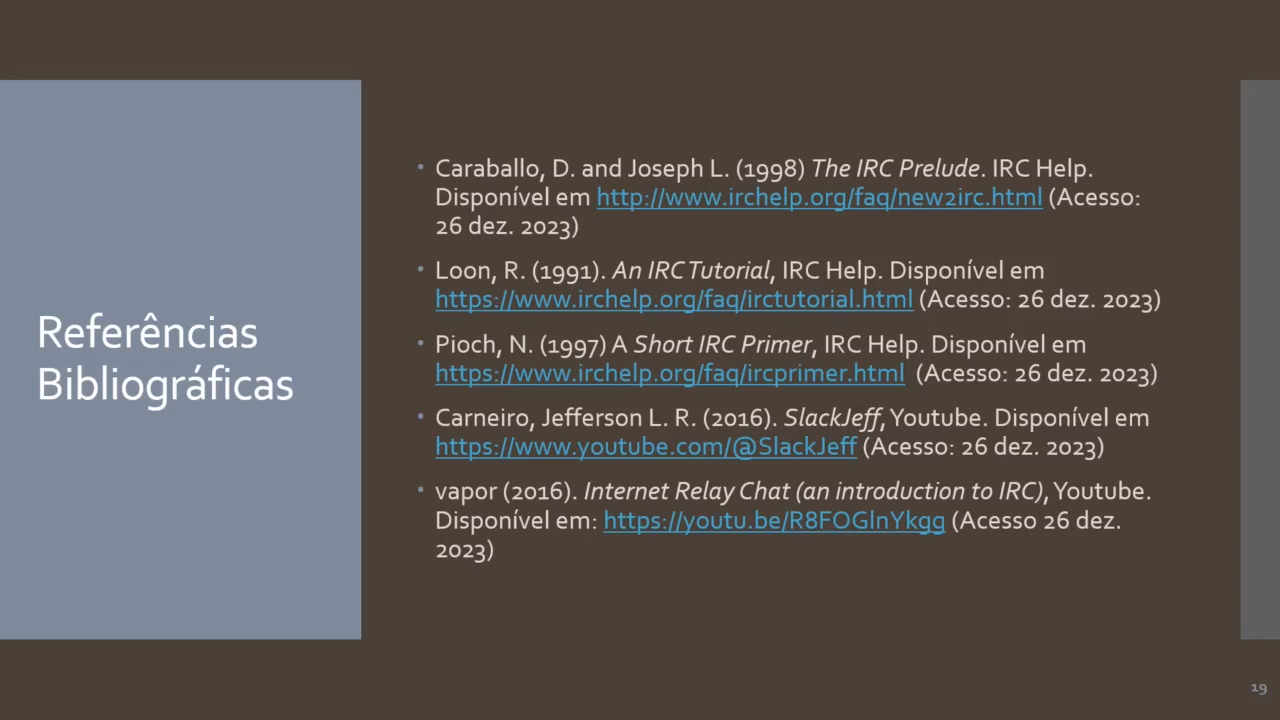 Referências
Bibliográficas
• Caraballo, D. and Joseph L. (1998) The IRC Prelude. IRC Help.
Disponível em http://www.irchelp.org/faq/new2irc.html (Acesso:
26 dez. 2023)
• Loon, R. (1991). An IRC Tutorial, IRC Help. Disponível em
https://www.irchelp.org/faq/irctutorial.html (Acesso: 26 dez. 2023)
• Pioch, N. (1997) A Short IRC Primer, IRC Help. Disponível em
https://www.irchelp.org/faq/ircprimer.html (Acesso: 26 dez. 2023)
• Carneiro, Jefferson L. R. (2016). SlackJeff, Youtube. Disponível em
https://www.youtube.com/@SlackJeff (Acesso: 26 dez. 2023)
• vapor (2016). Internet Relay Chat (an introduction to IRC), Youtube.
Disponível em: https://youtu.be/R8FOGlnYkgg (Acesso 26 dez.
2023)
19